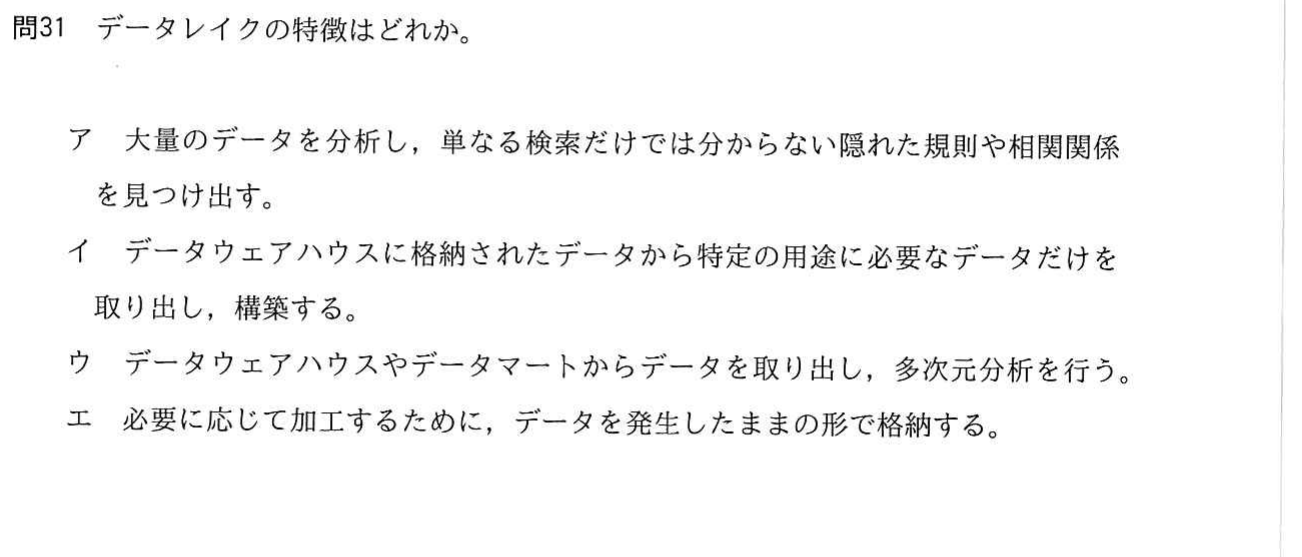 問31　データレイクの特徴はどれか。
ア　大量のデータを分析し，単なる検索だけでは分からない隠れた規則や相関関係
を見つけ出す。
イ　データウェアハウスに格納されたデータから特定の用途に必要なデータだけを
取り出し，構築する。
ウ　データウェアハウスやデータマートからデータを取り出し，多次元分析を行う。
エ　必要に応じて加工するために，データを発生したままの形で格納する。